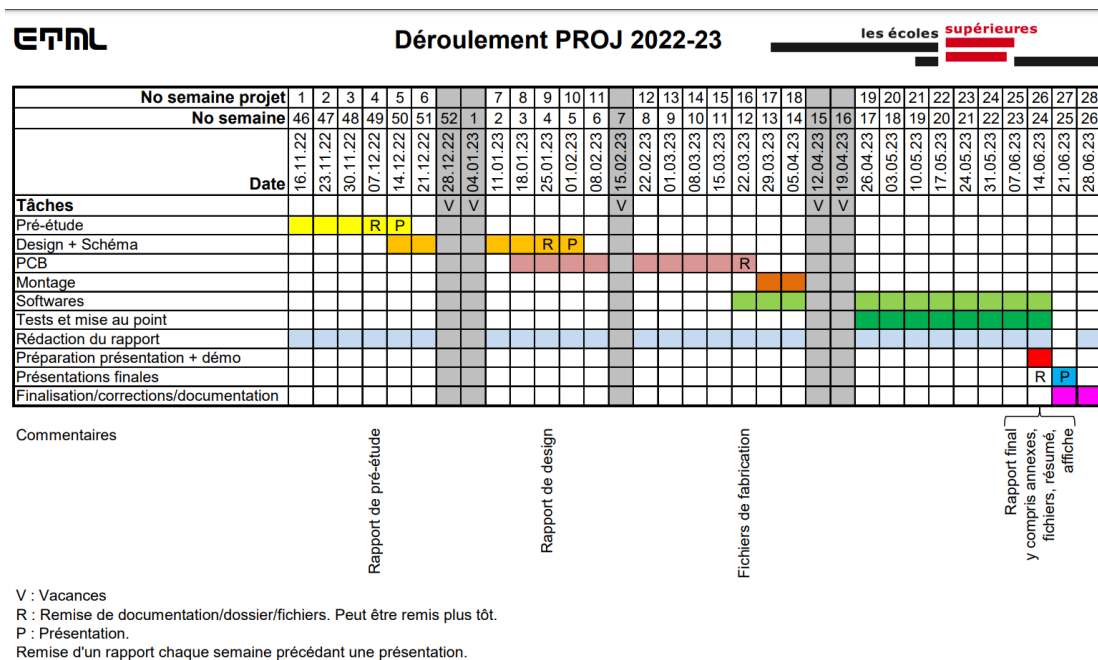 ETML
Déroulement PROJ 2022-23
les écoles supérieures
No semaine projet 1 2 3 4 5 6 7 8 9 10 11 12 13 14 15 16 17 18 19 20 21 22 23 24 25 26 27 28
No semaine 46 47 48 49 50 51 52 1 2 3 4 5 6 7 8 9 10 11 12 13 14 15 16 17 18 19 20 21 22 23 24 25 26
Date 16.11.22 23.11.22 30.11.22 07.12.22 14.12.22 21.12.22 28.12.22 04.01.23 11.01.23 18.01.23 25.01.23 01.02.23 08.02.23 15.02.23 22.02.23 01.03.23 08.03.23 15.03.23 22.03.23 29.03.23 05.04.23 12.04.23 19.04.23 26.04.23 03.05.23 10.05.23 17.05.23 24.05.23 31.05.23 07.06.23 14.06.23 21.06.23 28.06.23
Tâches V V V V V
Pré-étude R P
Design + Schéma R P
PCB R
Montage
Softwares
Tests et mise au point
Rédaction du rapport
Préparation présentation + démo
Présentations finales R P
Finalisation/corrections/documentation
Commentaires
Rapport de pré-étude
Rapport de design
Fichiers de fabrication
Rapport final
y compris annexes,
fichiers, résumé,
affiche
V : Vacances
R : Remise de documentation/dossier/fichiers. Peut être remis plus tôt.
P : Présentation.
Remise d'un rapport chaque semaine précédant une présentation.